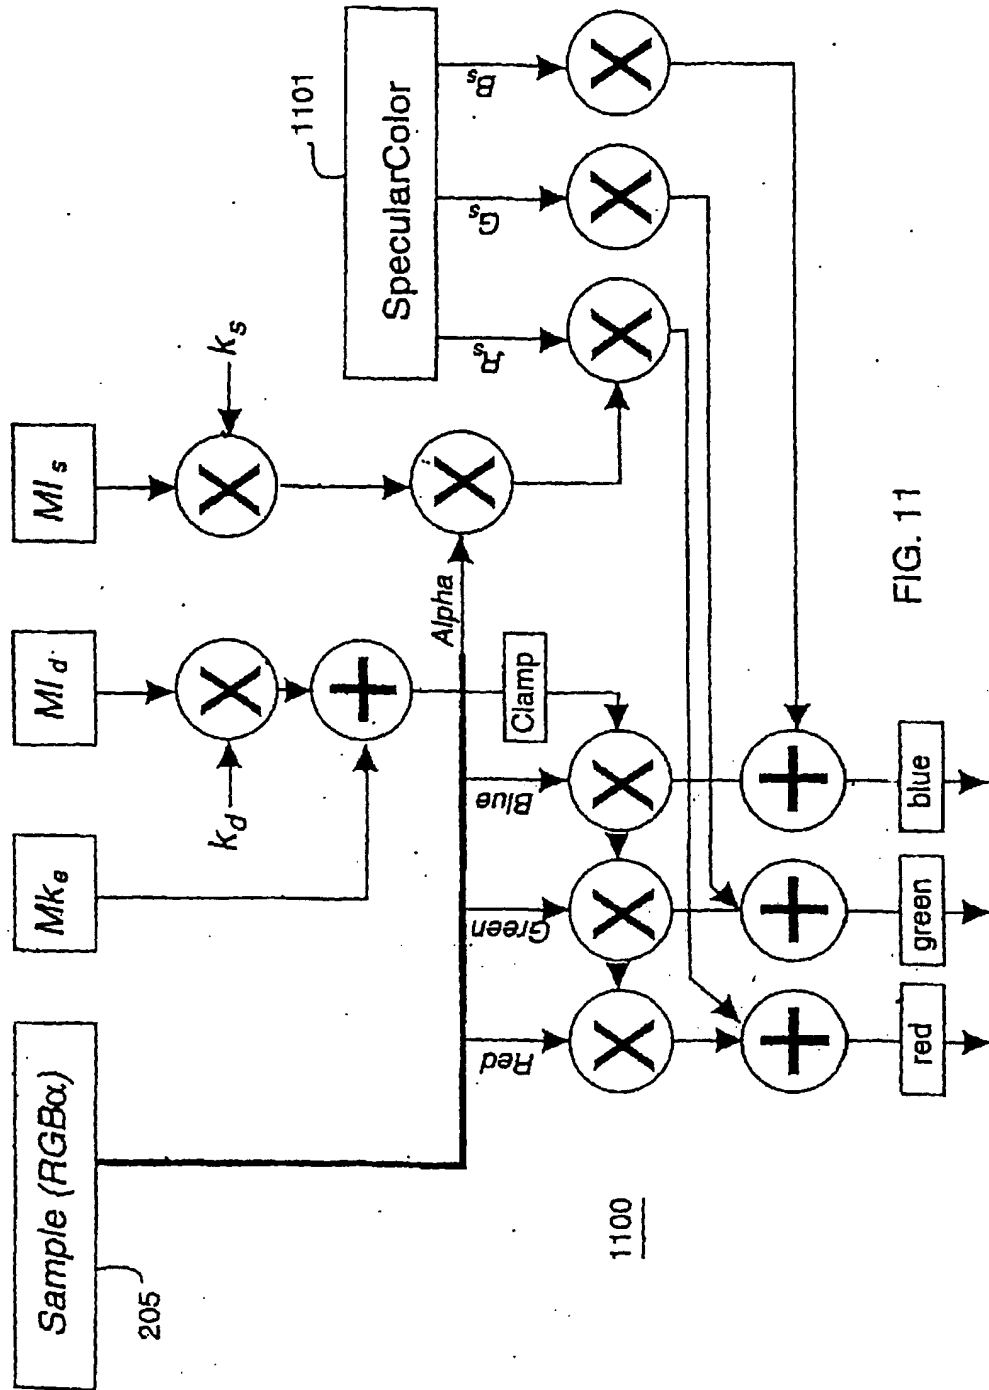 Sample (RGBα)
Mkₑ
MI_d
MI_s
205
k_d
k_s
1101
SpecularColor
Alpha
R_s
G_s
B_s
Clamp
Red
Green
Blue
1100
red
green
blue
FIG. 11